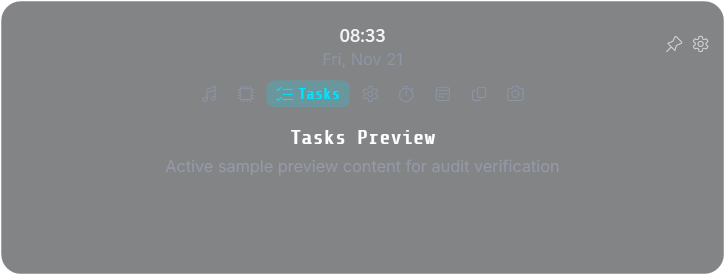 08:33
Fri, Nov 21
Tasks
Tasks Preview
Active sample preview content for audit verification